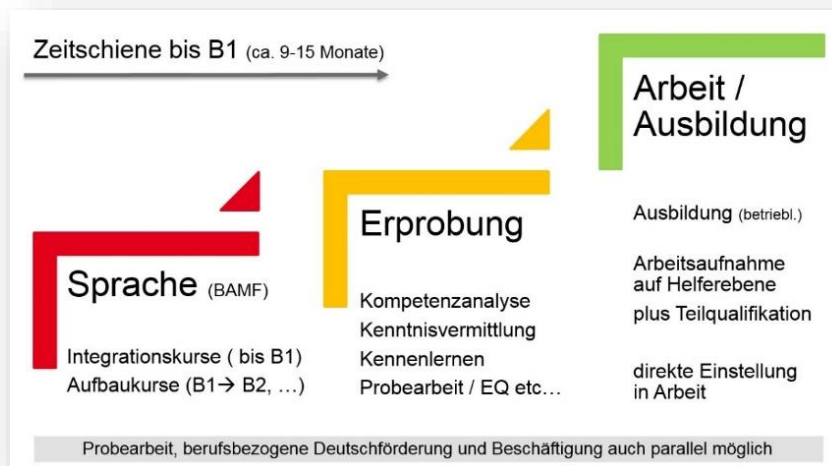 Zeitschiene bis B1 (ca. 9-15 Monate)
Sprache (BAMF)
Integrationskurse ( bis B1)
Aufbaukurse (B1→ B2, …)
Erprobung
Kompetenzanalyse
Kenntnisvermittlung
Kennenlernen
Probearbeit / EQ etc…
Arbeit /
Ausbildung
Ausbildung (betriebl.)
Arbeitsaufnahme
auf Helferebene
plus Teilqualifikation
direkte Einstellung
in Arbeit
Probearbeit, berufsbezogene Deutschförderung und Beschäftigung auch parallel möglich